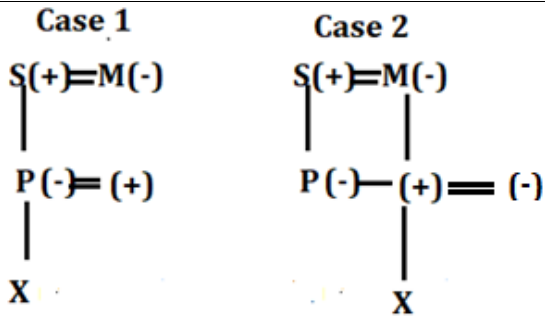 Case 1 Case 2
S(+)=M(-) S(+)=M(-)
P(-)=(+) P(-)—(+)=(-)
X X